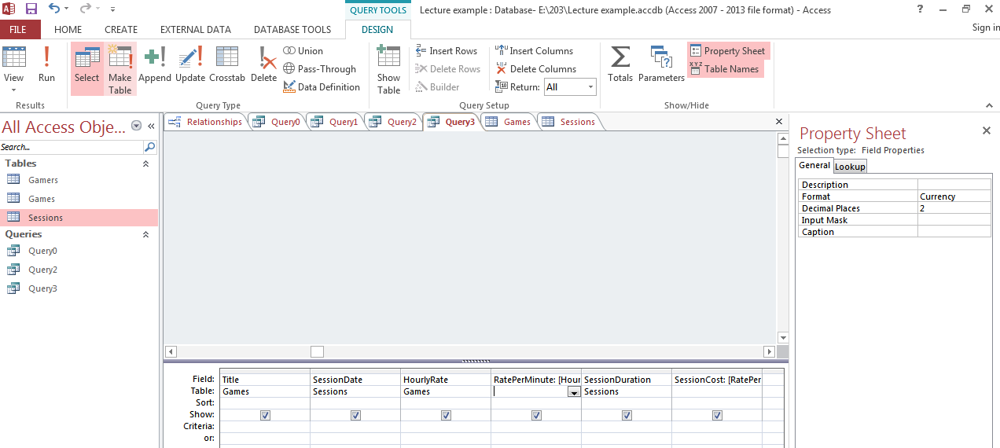 QUERY TOOLS
Lecture example : Database- E:\203\Lecture example.accdb (Access 2007 - 2013 file format) - Access
?
FILE HOME CREATE EXTERNAL DATA DATABASE TOOLS DESIGN Sign in
View
Run
Results
Select
Make Table
Append
Update
Crosstab
Delete
Union
Pass-Through
Data Definition
Query Type
Show Table
Insert Rows
Delete Rows
Builder
Insert Columns
Delete Columns
Return: All
Query Setup
Totals
Parameters
Property Sheet
XYZ Table Names
Show/Hide
All Access Obje...
Search...
Tables
Gamers
Games
Sessions
Queries
Query0
Query2
Query3
Relationships Query0 Query1 Query2 Query3 Games Sessions
Field: Title SessionDate HourlyRate RatePerMinute: [Hour SessionDuration SessionCost: [RatePer
Table: Games Sessions Games Sessions
Sort:
Show:
Criteria:
or:
Property Sheet
Selection type: Field Properties
General Lookup
Description
Format Currency
Decimal Places 2
Input Mask
Caption